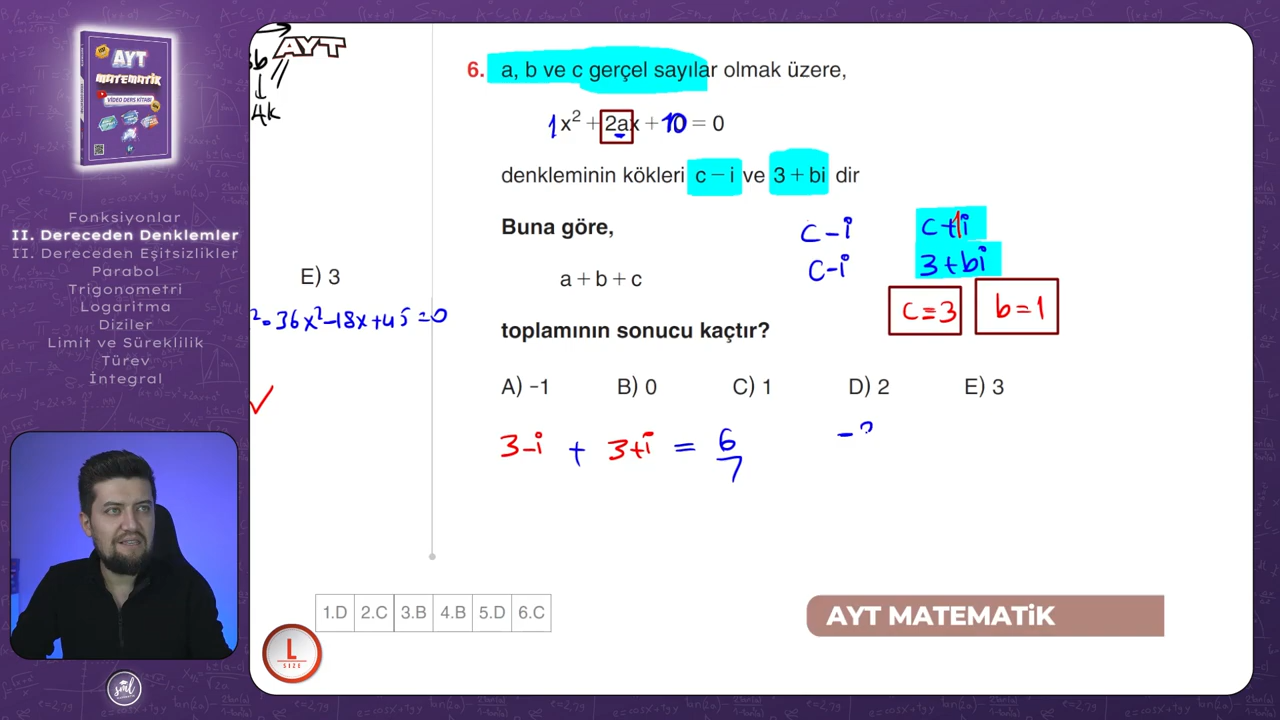 AYT
MATEMATİK
VİDEO DERS KİTABI
Fonksiyonlar
II. Dereceden Denklemler
II. Dereceden Eşitsizlikler
Parabol
Trigonometri
Logaritma
Diziler
Limit ve Süreklilik
Türev
İntegral
AYT
4k
E) 3
²-36x²-18x+45=0
6. a, b ve c gerçel sayılar olmak üzere,
1x² + 2ax + 10 = 0
denkleminin kökleri c – i ve 3 + bi dir
Buna göre,
a + b + c
toplamının sonucu kaçtır?
c-i c+1i
c-i 3+bi
c=3 b=1
A) –1 B) 0 C) 1 D) 2 E) 3
3-i + 3+i = 6
1.D 2.C 3.B 4.B 5.D 6.C
AYT MATEMATİK
L
SIZE
sml